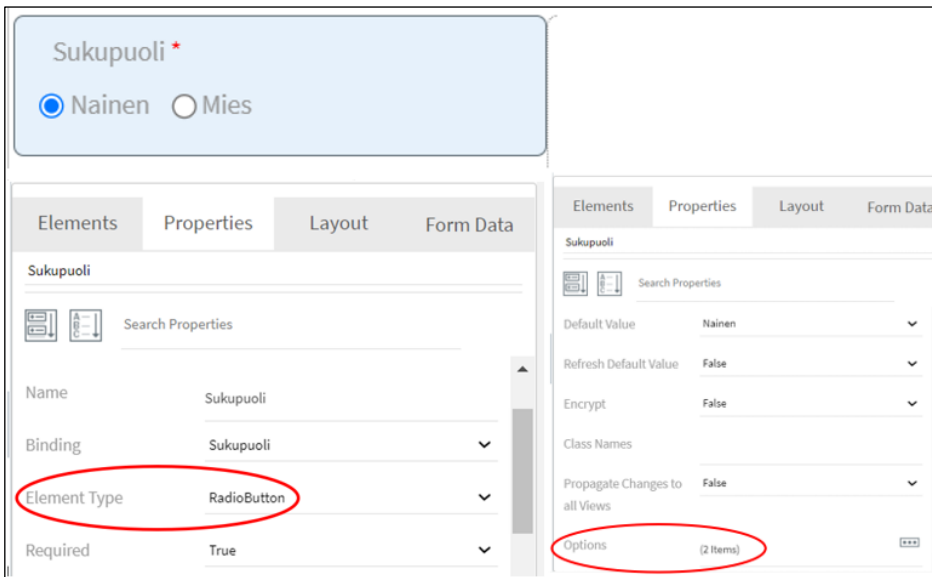 Sukupuoli *
Nainen Mies
Elements Properties Layout Form Data
Sukupuoli
Search Properties
Name Sukupuoli
Binding Sukupuoli
Element Type RadioButton
Required True
Elements Properties Layout Form Data
Sukupuoli
Search Properties
Default Value Nainen
Refresh Default Value False
Encrypt False
Class Names
Propagate Changes to False
all Views
Options (2 Items)